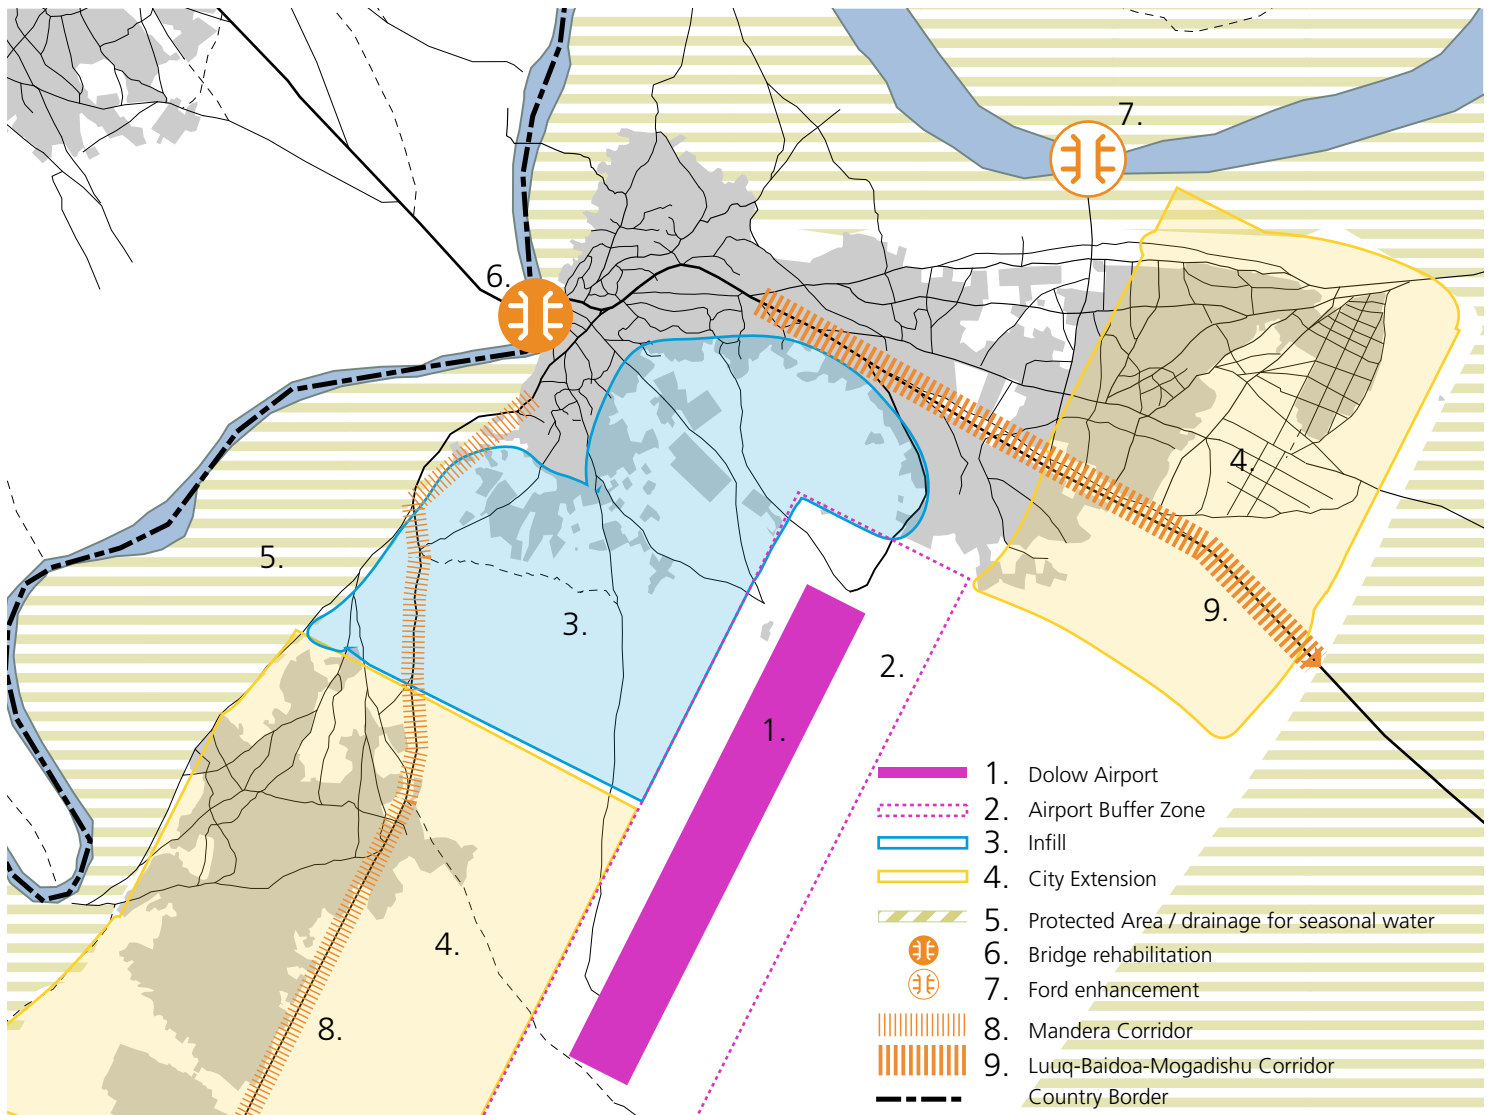 7.
6.
4.
5.
9.
3.
2.
1.
4.
8.
1. Dolow Airport
2. Airport Buffer Zone
3. Infill
4. City Extension
5. Protected Area / drainage for seasonal water
6. Bridge rehabilitation
7. Ford enhancement
8. Mandera Corridor
9. Luuq-Baidoa-Mogadishu Corridor
Country Border